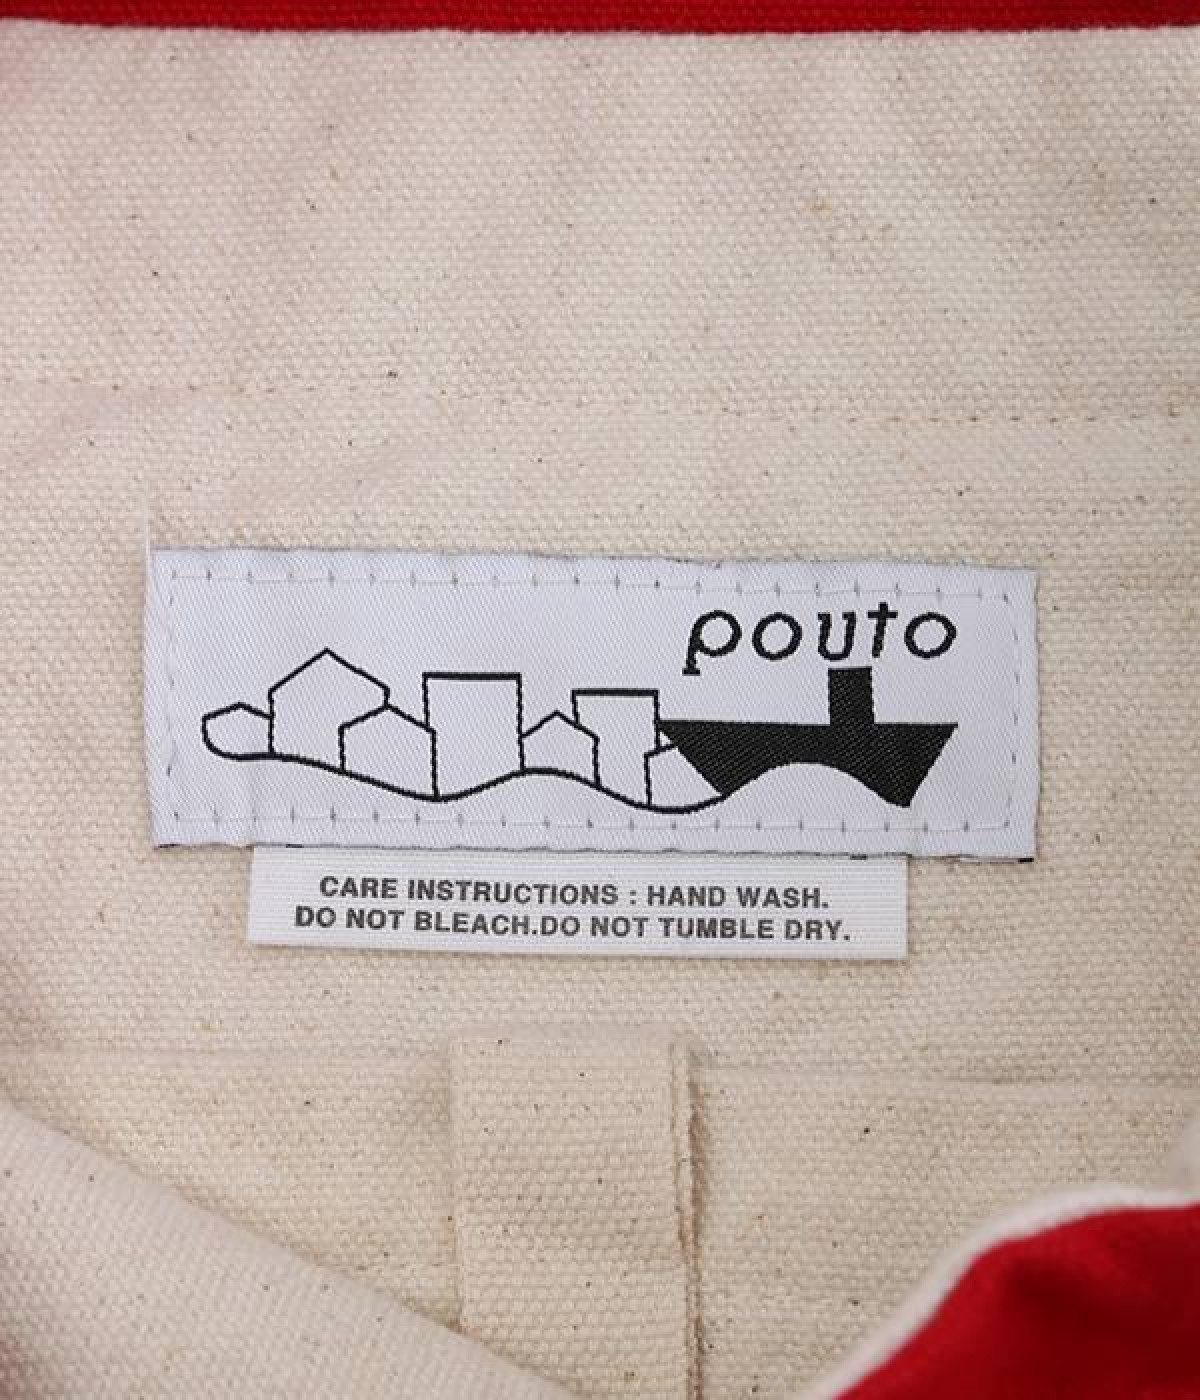 pouto
CARE INSTRUCTIONS : HAND WASH.
DO NOT BLEACH.DO NOT TUMBLE DRY.